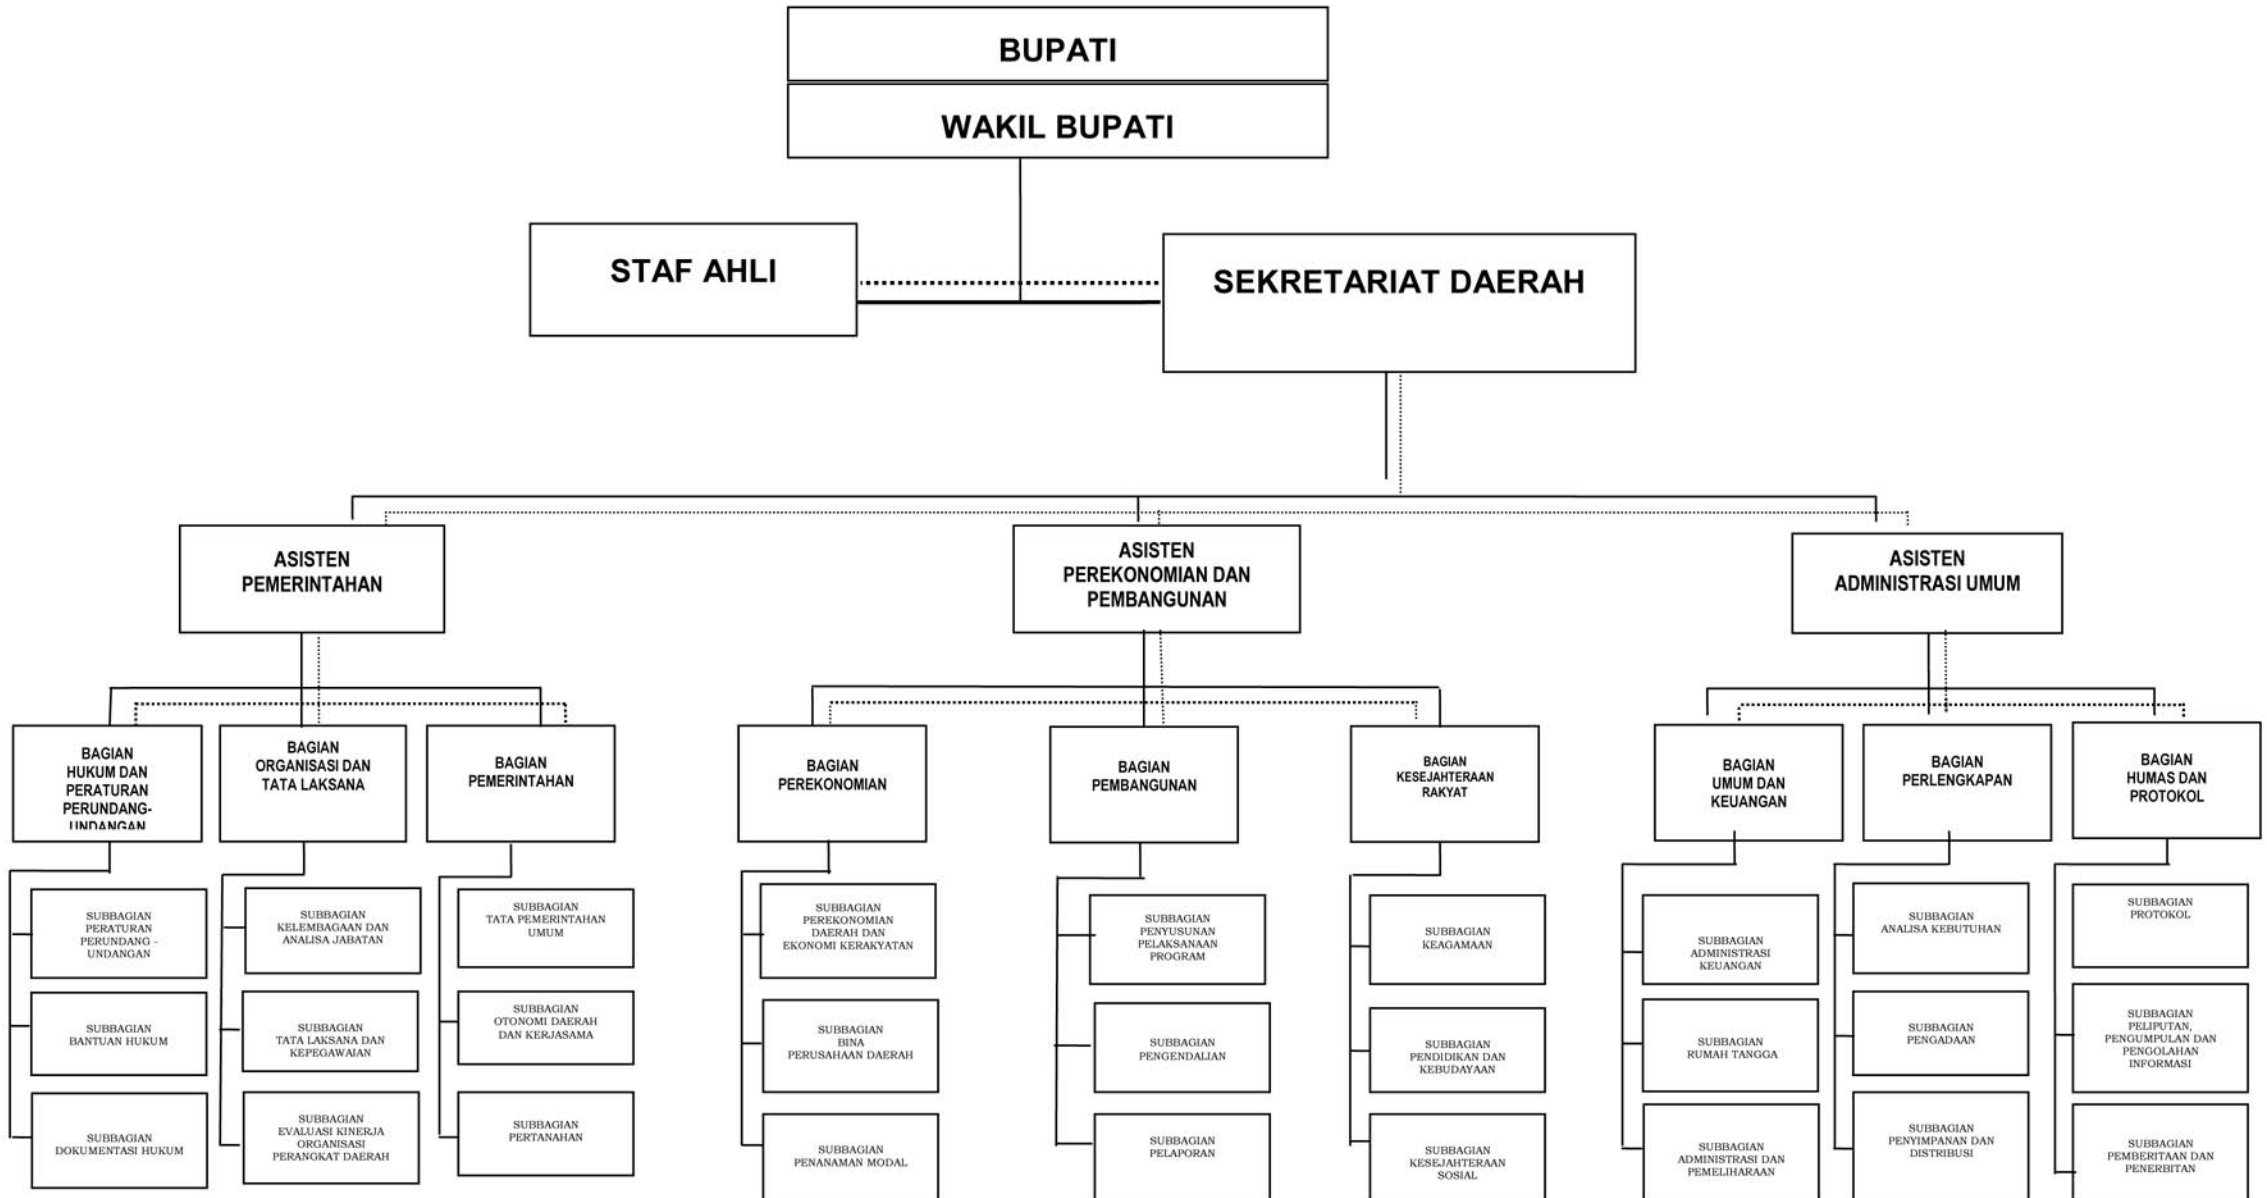 BUPATI
WAKIL BUPATI
STAF AHLI
SEKRETARIAT DAERAH
ASISTEN
PEMERINTAHAN
ASISTEN
PEREKONOMIAN DAN
PEMBANGUNAN
ASISTEN
ADMINISTRASI UMUM
BAGIAN
HUKUM DAN
PERATURAN
PERUNDANG-
UNDANGAN
BAGIAN
ORGANISASI DAN
TATA LAKSANA
BAGIAN
PEMERINTAHAN
BAGIAN
PEREKONOMIAN
BAGIAN
PEMBANGUNAN
BAGIAN
KESEJAHTERAAN
RAKYAT
BAGIAN
UMUM DAN
KEUANGAN
BAGIAN
PERLENGKAPAN
BAGIAN
HUMAS DAN
PROTOKOL
SUBBAGIAN
PERATURAN
PERUNDANG -
UNDANGAN
SUBBAGIAN
KELEMBAGAAN DAN
ANALISA JABATAN
SUBBAGIAN
TATA PEMERINTAHAN
UMUM
SUBBAGIAN
PEREKONOMIAN
DAERAH DAN
EKONOMI KERAKYATAN
SUBBAGIAN
PENYUSUNAN
PELAKSANAAN
PROGRAM
SUBBAGIAN
KEAGAMAAN
SUBBAGIAN
ADMINISTRASI
KEUANGAN
SUBBAGIAN
ANALISA KEBUTUHAN
SUBBAGIAN
PROTOKOL
SUBBAGIAN
BANTUAN HUKUM
SUBBAGIAN
TATA LAKSANA DAN
KEPEGAWAIAN
SUBBAGIAN
OTONOMI DAERAH
DAN KERJASAMA
SUBBAGIAN
BINA
PERUSAHAAN DAERAH
SUBBAGIAN
PENGENDALIAN
SUBBAGIAN
PENDIDIKAN DAN
KEBUDAYAAN
SUBBAGIAN
RUMAH TANGGA
SUBBAGIAN
PENGADAAN
SUBBAGIAN
PELIPUTAN,
PENGUMPULAN DAN
PENGOLAHAN
INFORMASI
SUBBAGIAN
DOKUMENTASI HUKUM
SUBBAGIAN
EVALUASI KINERJA
ORGANISASI
PERANGKAT DAERAH
SUBBAGIAN
PERTANAHAN
SUBBAGIAN
PENANAMAN MODAL
SUBBAGIAN
PELAPORAN
SUBBAGIAN
KESEJAHTERAAN
SOSIAL
SUBBAGIAN
ADMINISTRASI DAN
PEMELIHARAAN
SUBBAGIAN
PENYIMPANAN DAN
DISTRIBUSI
SUBBAGIAN
PEMBERITAAN DAN
PENERBITAN